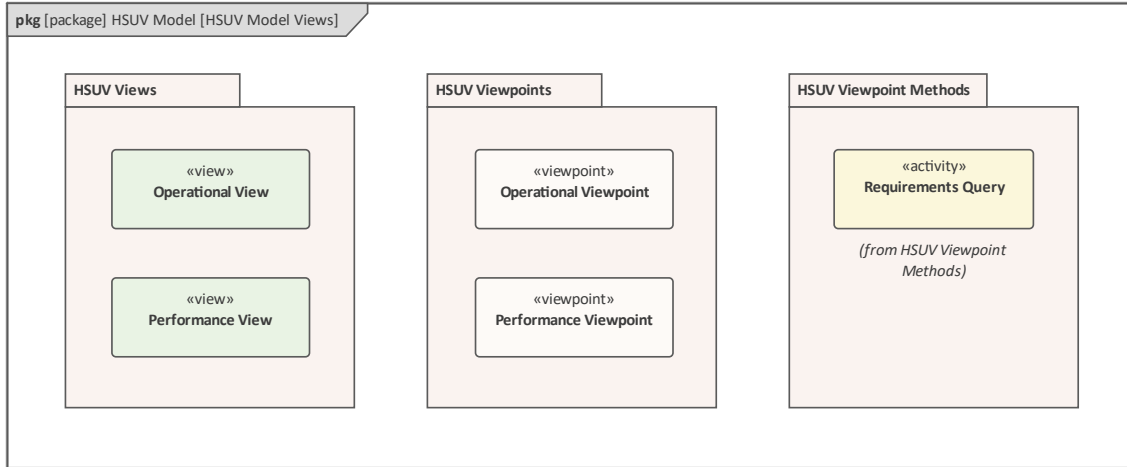 pkg [package] HSUV Model [HSUV Model Views]
HSUV Views
«view»
Operational View
«view»
Performance View
HSUV Viewpoints
«viewpoint»
Operational Viewpoint
«viewpoint»
Performance Viewpoint
HSUV Viewpoint Methods
«activity»
Requirements Query
(from HSUV Viewpoint
Methods)